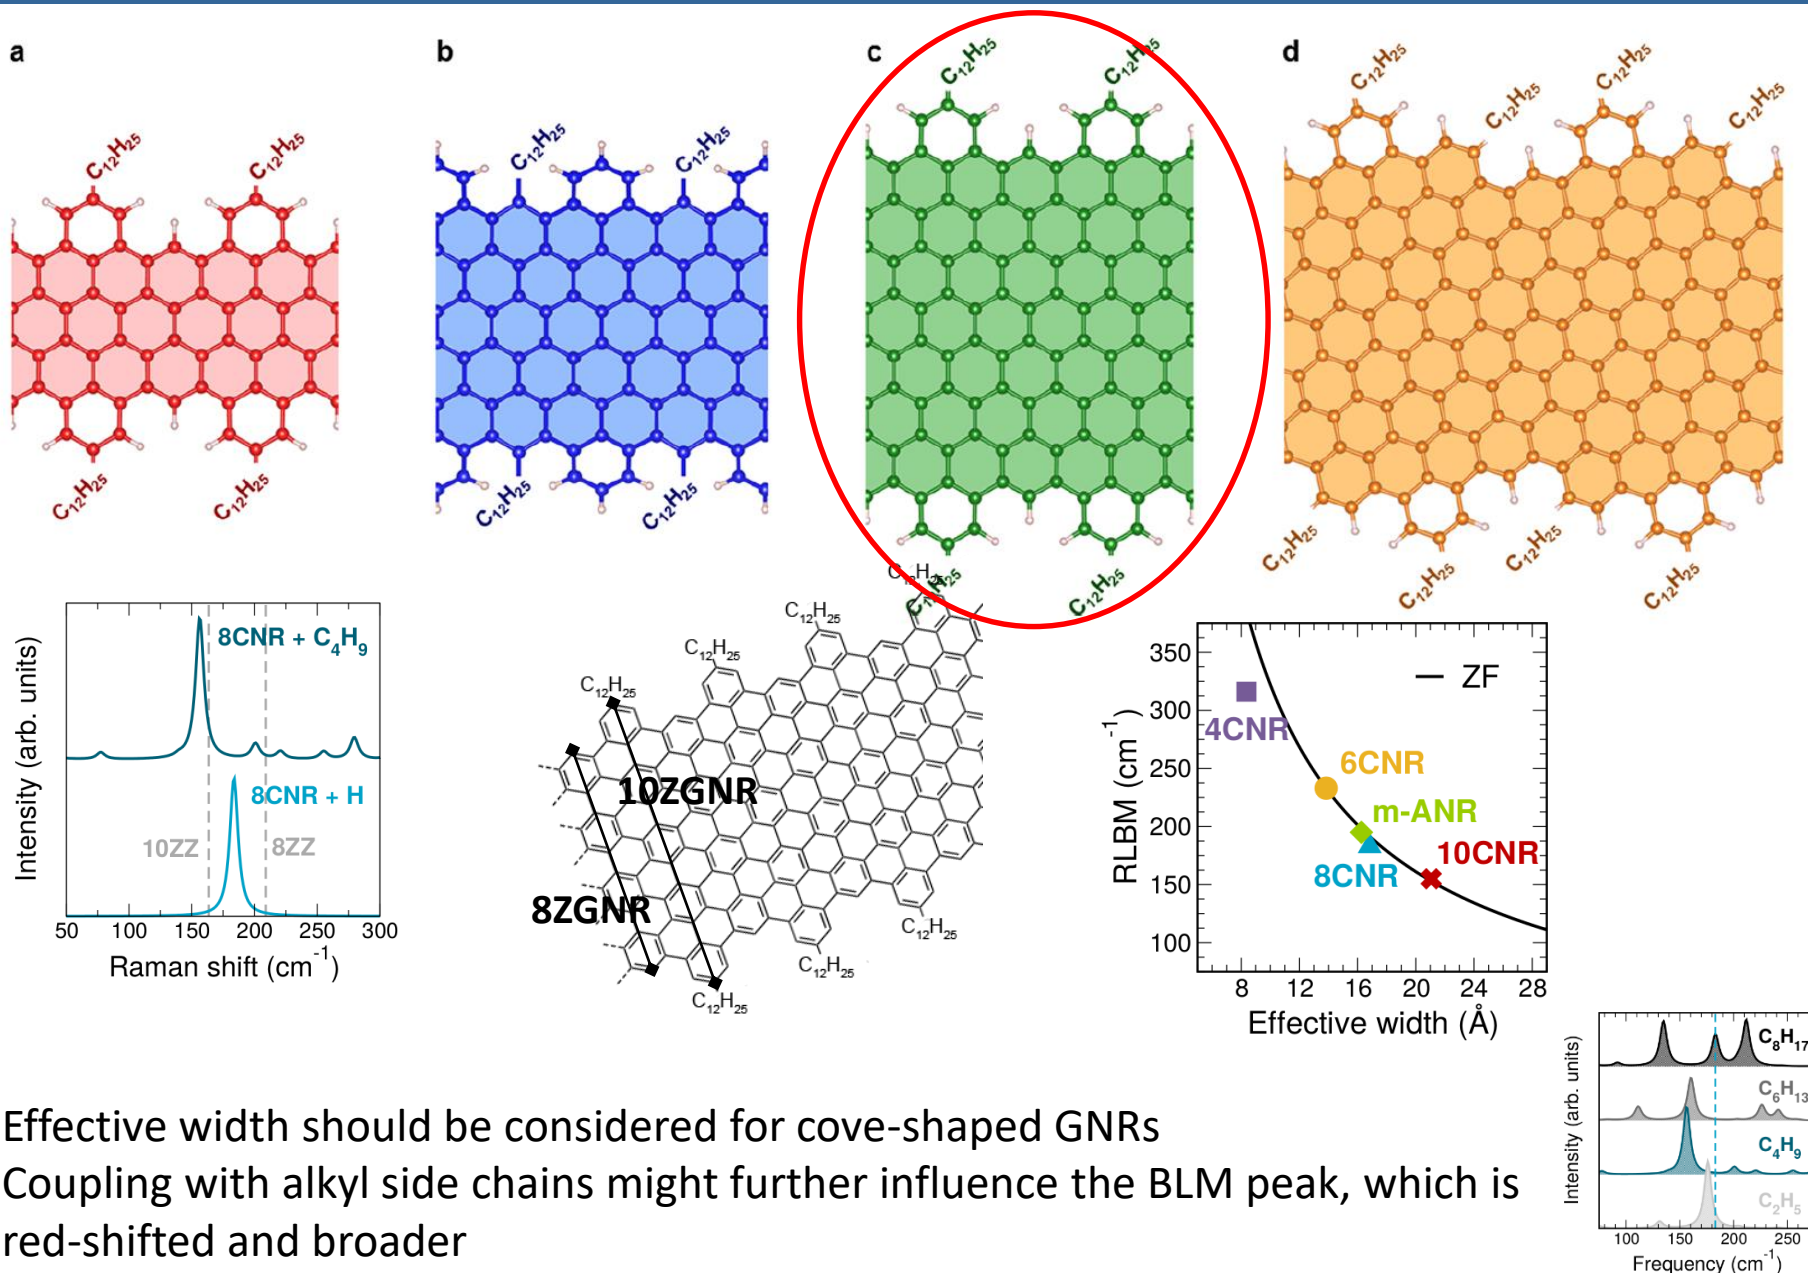 a
b
c
d
C₁₂H₂₅ C₁₂H₂₅
C₁₂H₂₅ C₁₂H₂₅
C₁₂H₂₅ C₁₂H₂₅
C₁₂H₂₅ C₁₂H₂₅ C₁₂H₂₅ C₁₂H₂₅
C₁₂H₂₅ C₁₂H₂₅
C₁₂H₂₅ C₁₂H₂₅
C₁₂H₂₅ C₁₂H₂₅
C₁₂H₂₅ C₁₂H₂₅ C₁₂H₂₅ C₁₂H₂₅
Intensity (arb. units)
8CNR + C₄H₉
8CNR + H
10ZZ
8ZZ
50 100 150 200 250 300
Raman shift (cm⁻¹)
C₁₂H₂₅
C₁₂H₂₅
C₁₂H₂₅
C₁₂H₂₅
10ZGNR
8ZGNR
C₁₂H₂₅
C₁₂H₂₅
C₁₂H₂₅
RLBM (cm⁻¹)
350
300
250
200
150
100
ZF
4CNR
6CNR
m-ANR
8CNR
10CNR
8 12 16 20 24 28
Effective width (Å)
Intensity (arb. units)
C₈H₁₇
C₆H₁₃
C₄H₉
C₂H₅
100 150 200 250
Frequency (cm⁻¹)
Effective width should be considered for cove-shaped GNRs
Coupling with alkyl side chains might further influence the BLM peak, which is
red-shifted and broader